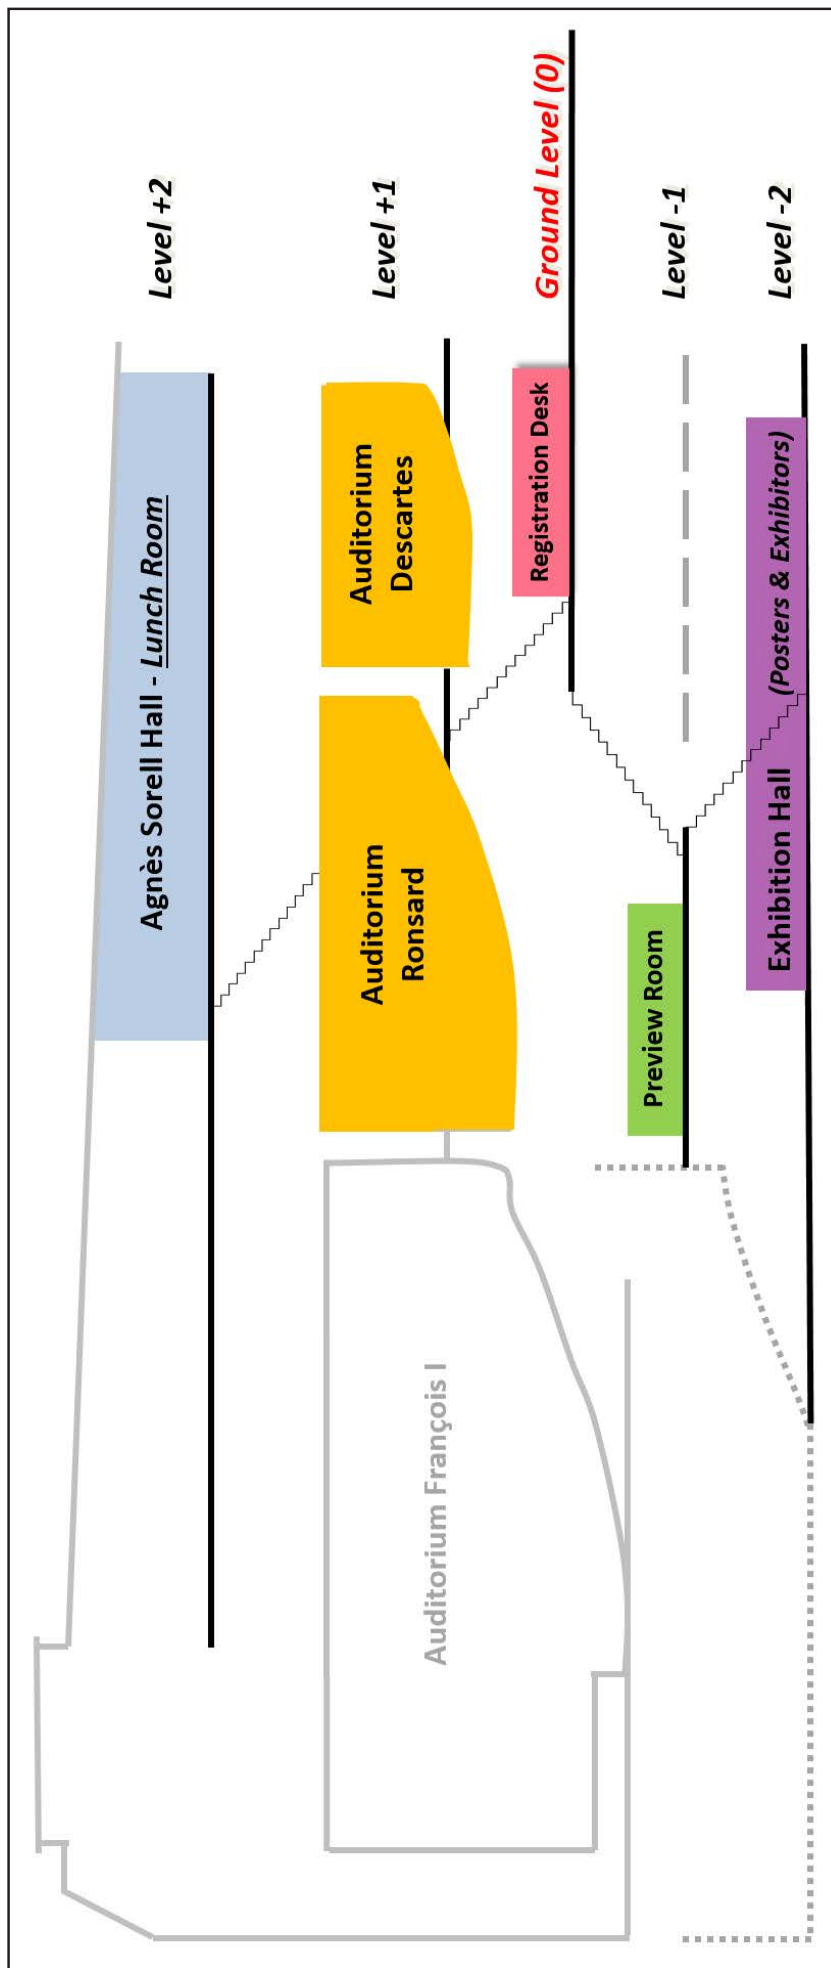 Agnès Sorell Hall - Lunch Room
Level +2
Auditorium François I
Auditorium
Ronsard
Auditorium
Descartes
Level +1
Registration Desk
Ground Level (0)
Preview Room
Level -1
Exhibition Hall (Posters & Exhibitors)
Level -2